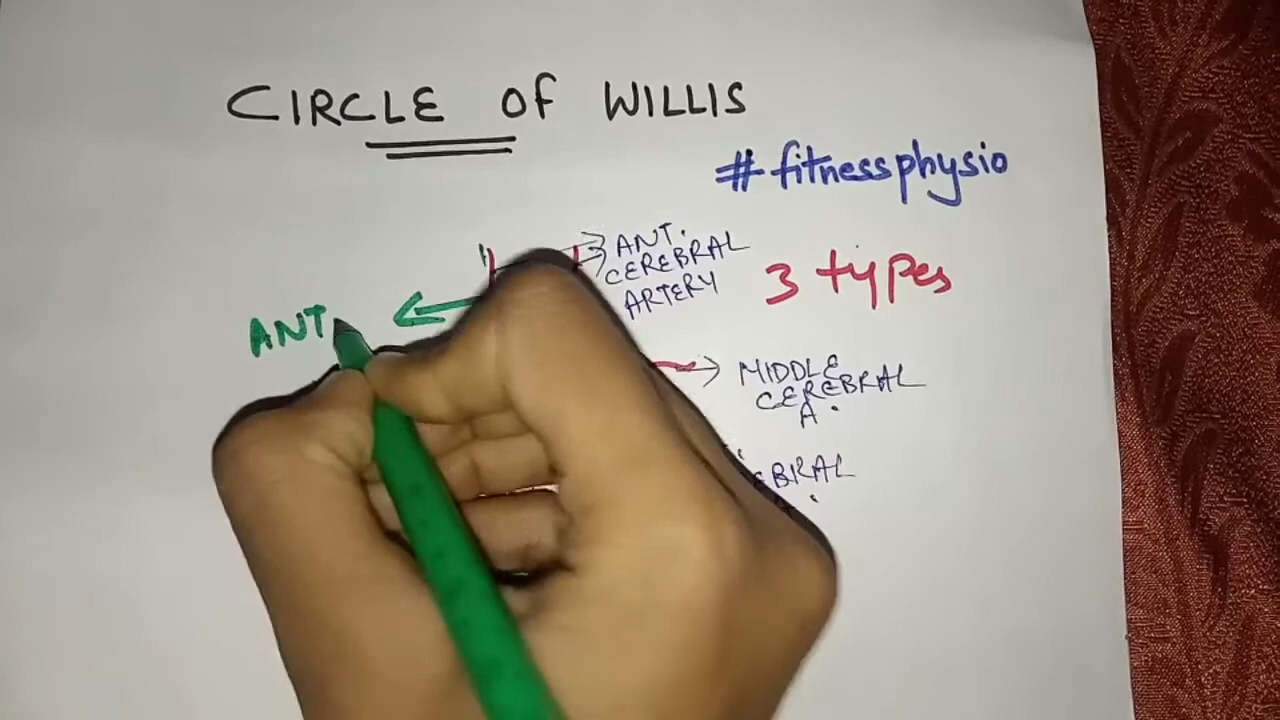 CIRCLE OF WILLIS
#fitnessphysio
ANT.
CEREBRAL
ARTERY
3 types
ANT
MIDDLE
CEREBRAL
A.